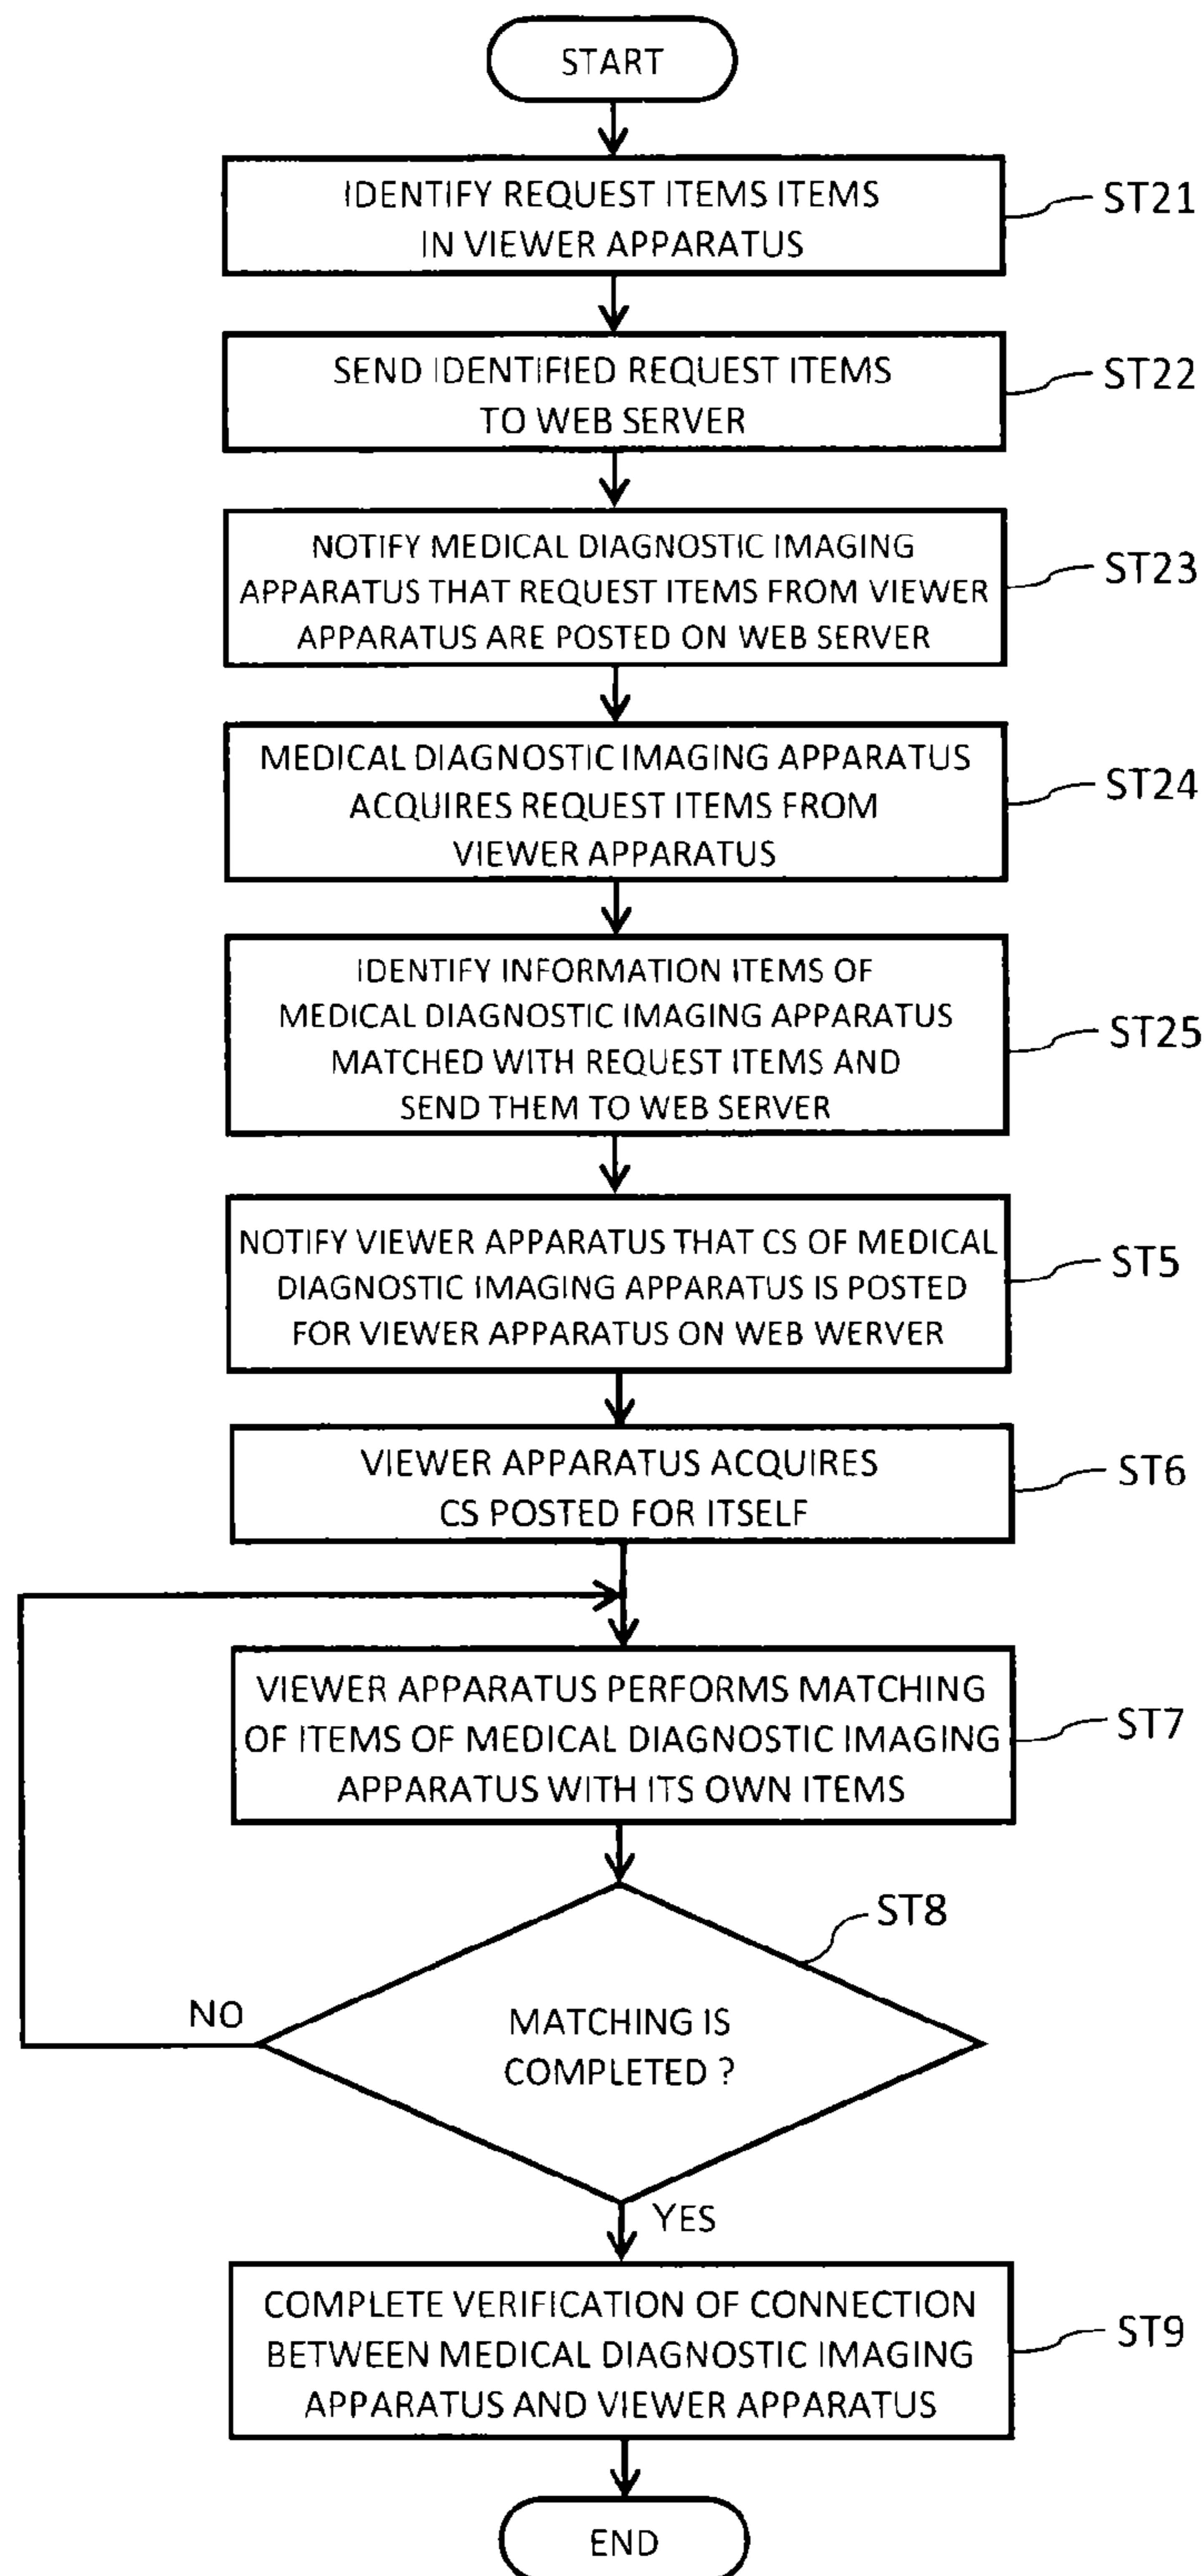 START
IDENTIFY REQUEST ITEMS ITEMS
IN VIEWER APPARATUS
ST21
SEND IDENTIFIED REQUEST ITEMS
TO WEB SERVER
ST22
NOTIFY MEDICAL DIAGNOSTIC IMAGING
APPARATUS THAT REQUEST ITEMS FROM VIEWER
APPARATUS ARE POSTED ON WEB SERVER
ST23
MEDICAL DIAGNOSTIC IMAGING APPARATUS
ACQUIRES REQUEST ITEMS FROM
VIEWER APPARATUS
ST24
IDENTIFY INFORMATION ITEMS OF
MEDICAL DIAGNOSTIC IMAGING APPARATUS
MATCHED WITH REQUEST ITEMS AND
SEND THEM TO WEB SERVER
ST25
NOTIFY VIEWER APPARATUS THAT CS OF MEDICAL
DIAGNOSTIC IMAGING APPARATUS IS POSTED
FOR VIEWER APPARATUS ON WEB WERVER
ST5
VIEWER APPARATUS ACQUIRES
CS POSTED FOR ITSELF
ST6
VIEWER APPARATUS PERFORMS MATCHING
OF ITEMS OF MEDICAL DIAGNOSTIC IMAGING
APPARATUS WITH ITS OWN ITEMS
ST7
ST8
MATCHING IS
COMPLETED ?
NO
YES
COMPLETE VERIFICATION OF CONNECTION
BETWEEN MEDICAL DIAGNOSTIC IMAGING
APPARATUS AND VIEWER APPARATUS
ST9
END